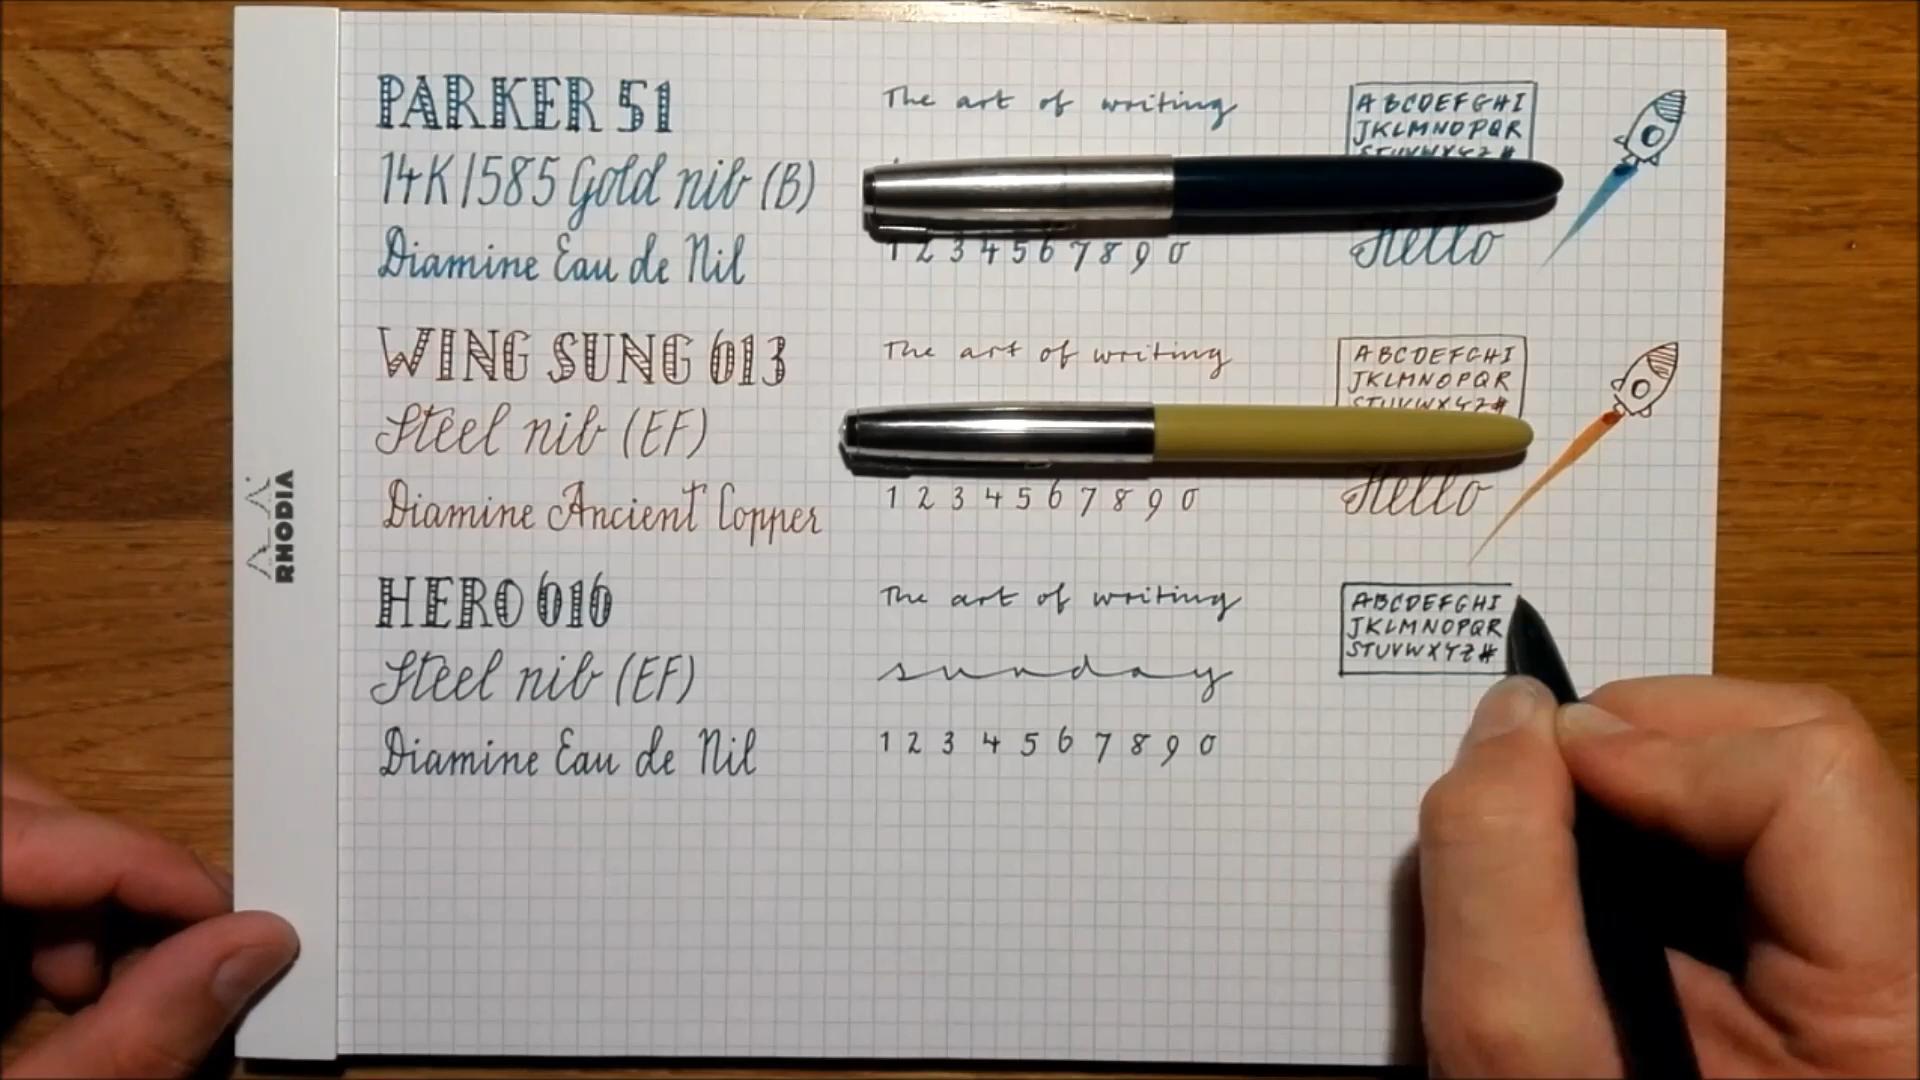 RHODIA
PARKER 51
14K/585 Gold nib (B)
Diamine Eau de Nil
The art of writing
1 2 3 4 5 6 7 8 9 0
ABCDEFGHI
JKLMNOPQR
STUVWXYZ#
Hello
WING SUNG 613
Steel nib (EF)
Diamine Ancient Copper
The art of writing
1 2 3 4 5 6 7 8 9 0
ABCDEFGHI
JKLMNOPQR
STUVWXYZ#
Hello
HERO 616
Steel nib (EF)
Diamine Eau de Nil
The art of writing
sunday
1 2 3 4 5 6 7 8 9 0
ABCDEFGHI
JKLMNOPQR
STUVWXYZ#